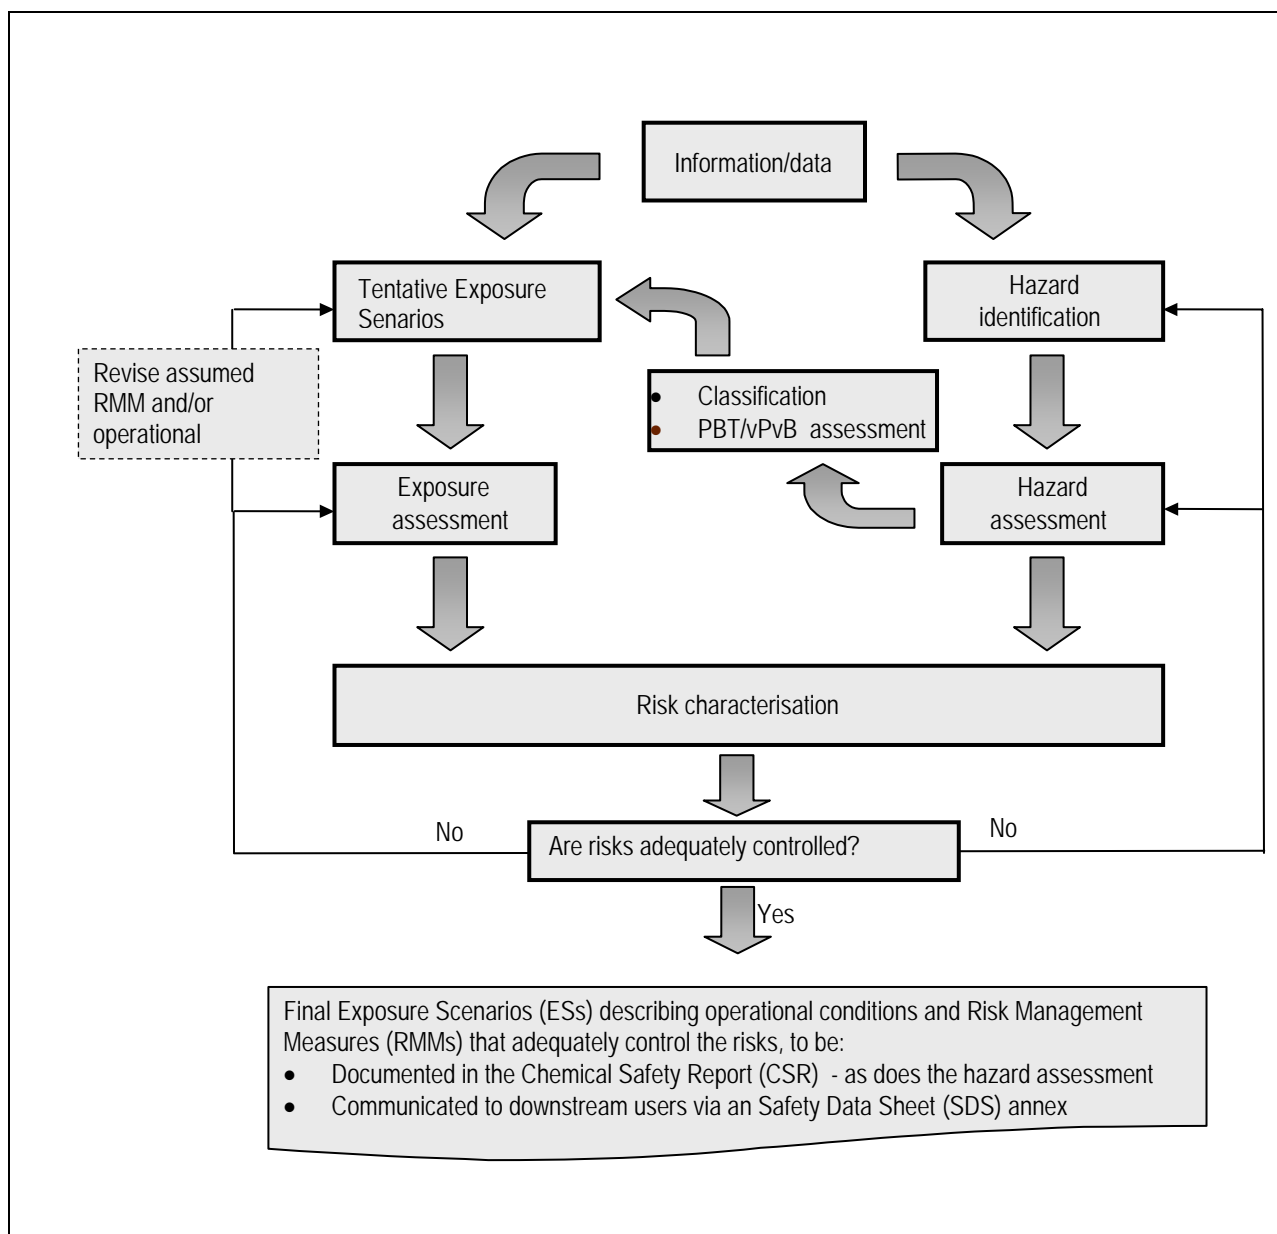 Information/data
Tentative Exposure
Senarios
Hazard
identification
Revise assumed
RMM and/or
operational
• Classification
• PBT/vPvB assessment
Exposure
assessment
Hazard
assessment
Risk characterisation
No
No
Are risks adequately controlled?
Yes
Final Exposure Scenarios (ESs) describing operational conditions and Risk Management
Measures (RMMs) that adequately control the risks, to be:
• Documented in the Chemical Safety Report (CSR) - as does the hazard assessment
• Communicated to downstream users via an Safety Data Sheet (SDS) annex